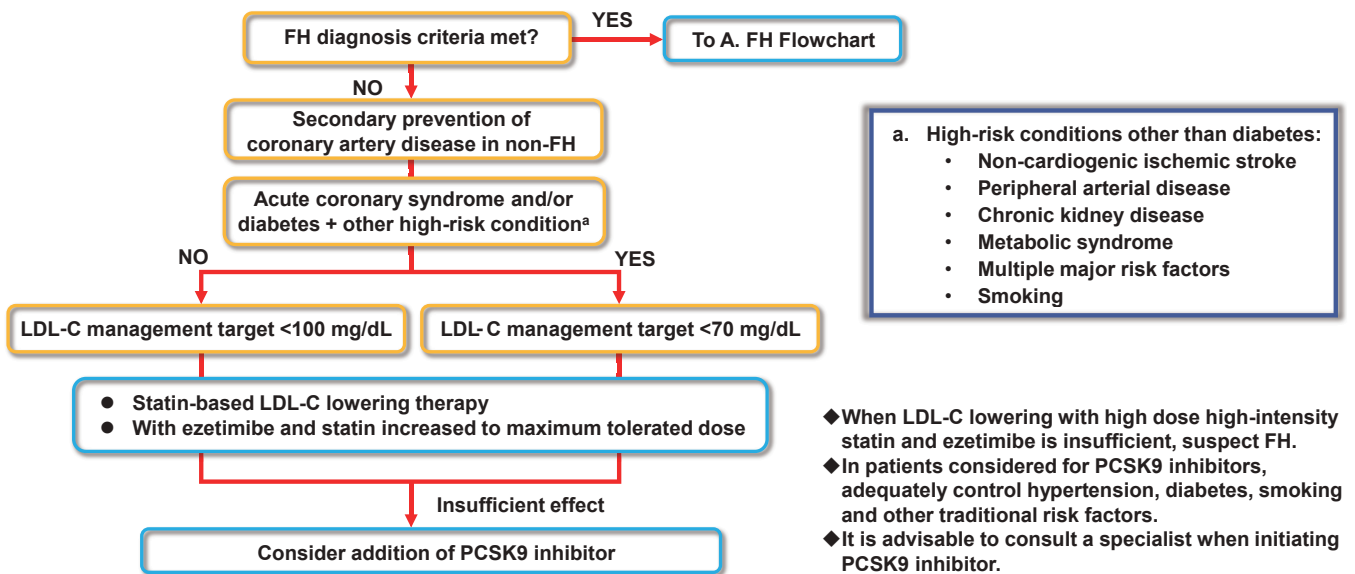 FH diagnosis criteria met?
YES
To A. FH Flowchart
NO
Secondary prevention of
coronary artery disease in non-FH
Acute coronary syndrome and/or
diabetes + other high-risk conditionᵃ
NO
YES
LDL-C management target <100 mg/dL
LDL- C management target <70 mg/dL
● Statin-based LDL-C lowering therapy
● With ezetimibe and statin increased to maximum tolerated dose
Insufficient effect
Consider addition of PCSK9 inhibitor
a. High-risk conditions other than diabetes:
• Non-cardiogenic ischemic stroke
• Peripheral arterial disease
• Chronic kidney disease
• Metabolic syndrome
• Multiple major risk factors
• Smoking
◆When LDL-C lowering with high dose high-intensity
statin and ezetimibe is insufficient, suspect FH.
◆In patients considered for PCSK9 inhibitors,
adequately control hypertension, diabetes, smoking
and other traditional risk factors.
◆It is advisable to consult a specialist when initiating
PCSK9 inhibitor.